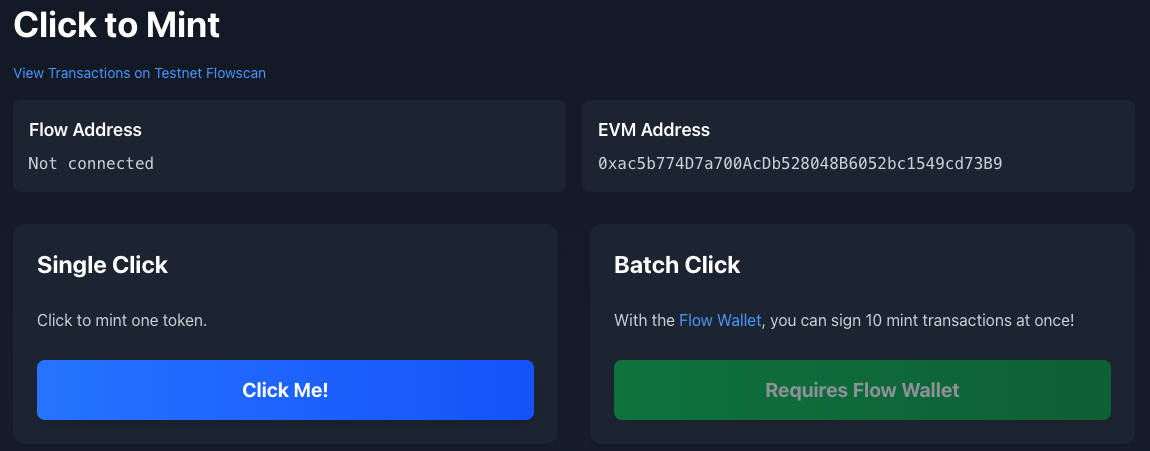 Click to Mint
View Transactions on Testnet Flowscan
Flow Address
Not connected
EVM Address
0xac5b774D7a700AcDb528048B6052bc1549cd73B9
Single Click
Click to mint one token.
Click Me!
Batch Click
With the Flow Wallet, you can sign 10 mint transactions at once!
Requires Flow Wallet